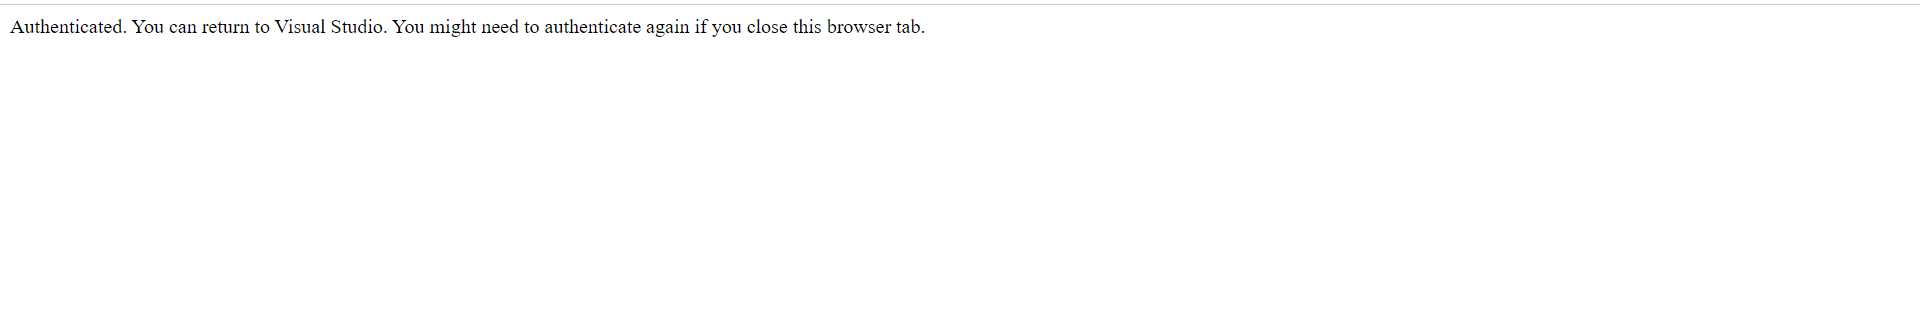 Authenticated. You can return to Visual Studio. You might need to authenticate again if you close this browser tab.